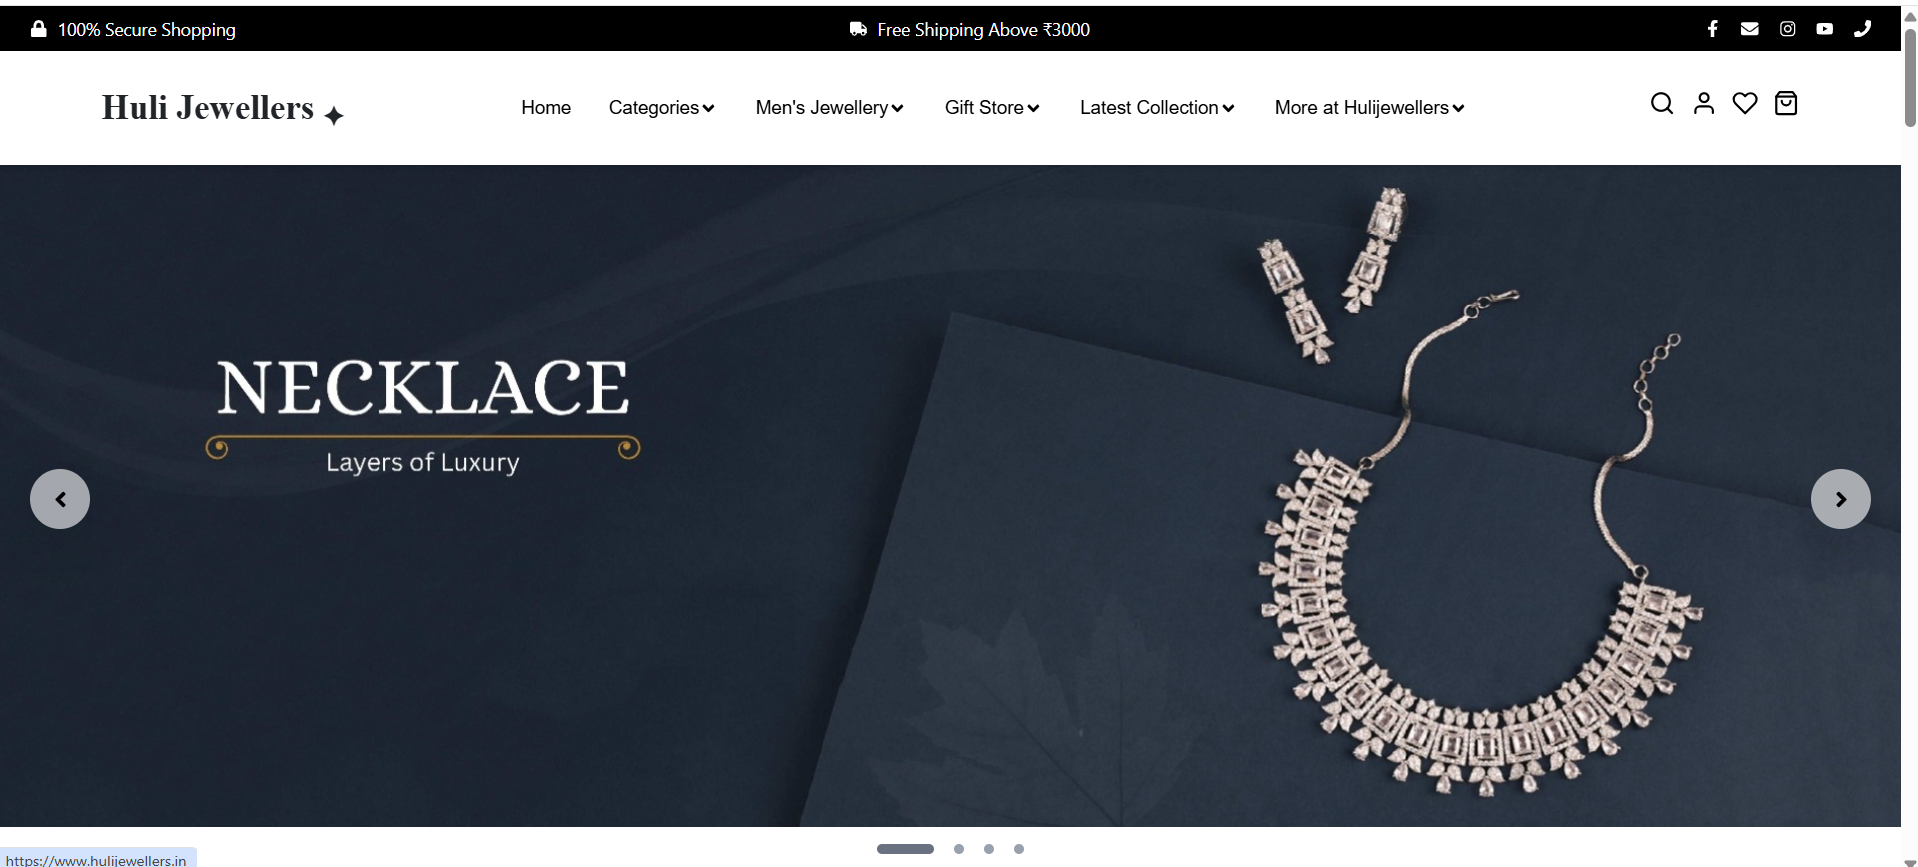 100% Secure Shopping
Free Shipping Above ₹3000
Huli Jewellers
Home
Categories
Men's Jewellery
Gift Store
Latest Collection
More at Hulijewellers
NECKLACE
Layers of Luxury
https://www.hulijewellers.in